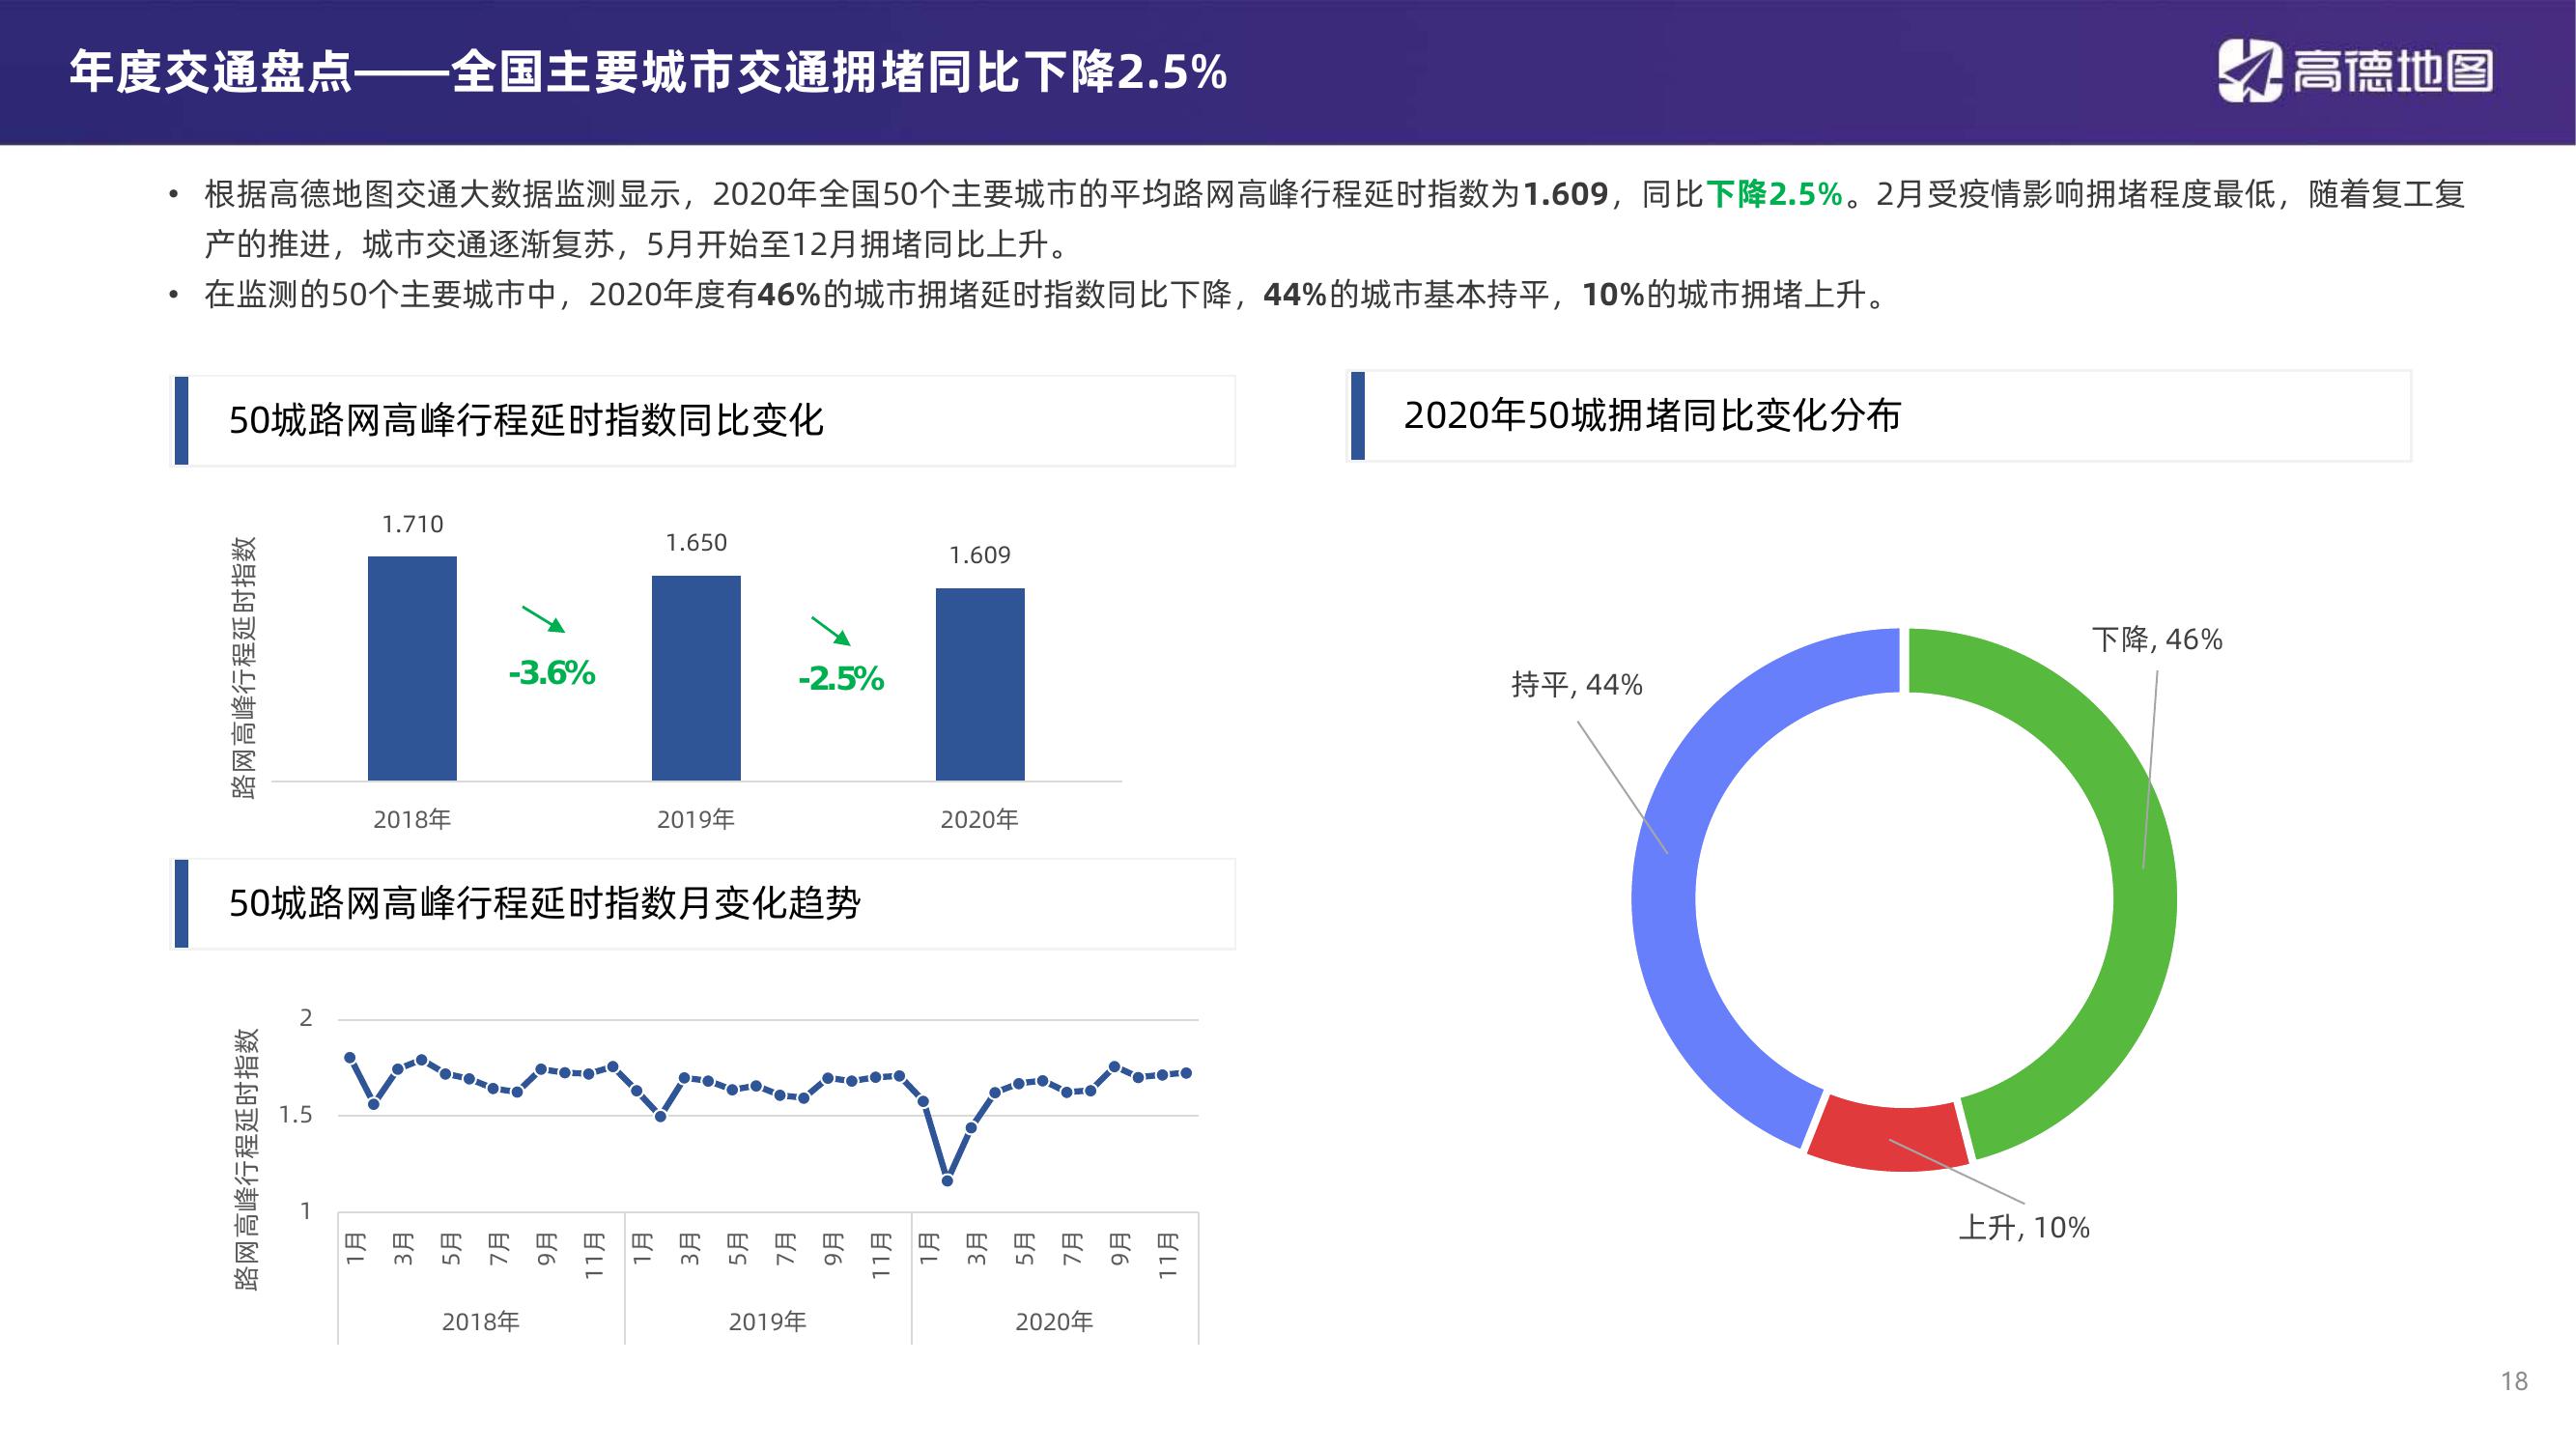 年度交通盘点——全国主要城市交通拥堵同比下降2.5%
高德地图
• 根据高德地图交通大数据监测显示，2020年全国50个主要城市的平均路网高峰行程延时指数为1.609，同比下降2.5%。2月受疫情影响拥堵程度最低，随着复工复
产的推进，城市交通逐渐复苏，5月开始至12月拥堵同比上升。
• 在监测的50个主要城市中，2020年度有46%的城市拥堵延时指数同比下降，44%的城市基本持平，10%的城市拥堵上升。
50城路网高峰行程延时指数同比变化
路网高峰行程延时指数
1.710
1.650
1.609
-3.6%
-2.5%
2018年
2019年
2020年
50城路网高峰行程延时指数月变化趋势
路网高峰行程延时指数
2
1.5
1
1月 3月 5月 7月 9月 11月 1月 3月 5月 7月 9月 11月 1月 3月 5月 7月 9月 11月
2018年 2019年 2020年
2020年50城拥堵同比变化分布
下降, 46%
持平, 44%
上升, 10%
18